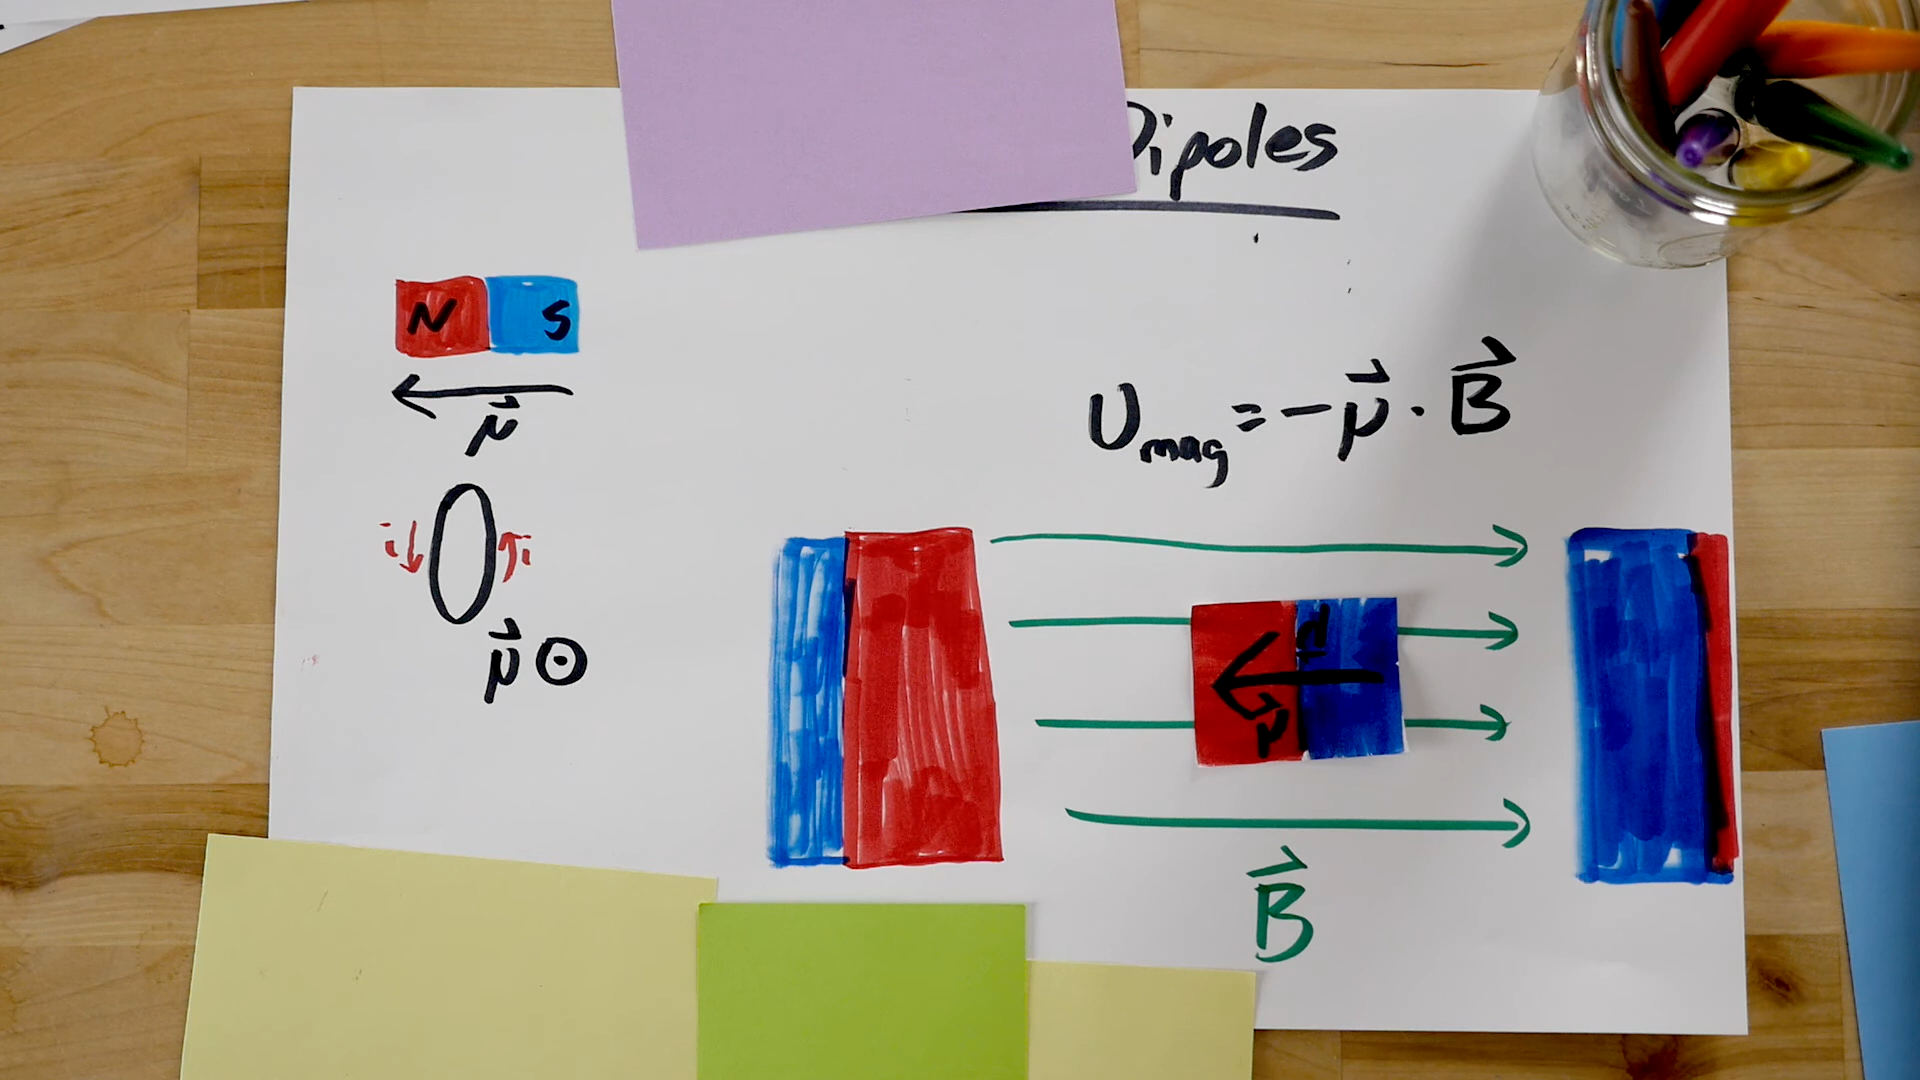 Dipoles
N S
μ⃗
U_mag = -μ⃗ · B⃗
i↓ ↑i
μ⃗ ⊙
μ⃗
B⃗